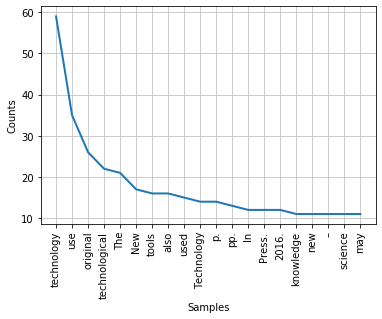 60
50
40
30
20
10
Counts
technology
use
original
technological
The
New
tools
also
used
Technology
p.
pp.
In
Press.
2016.
knowledge
new
–
science
may
Samples